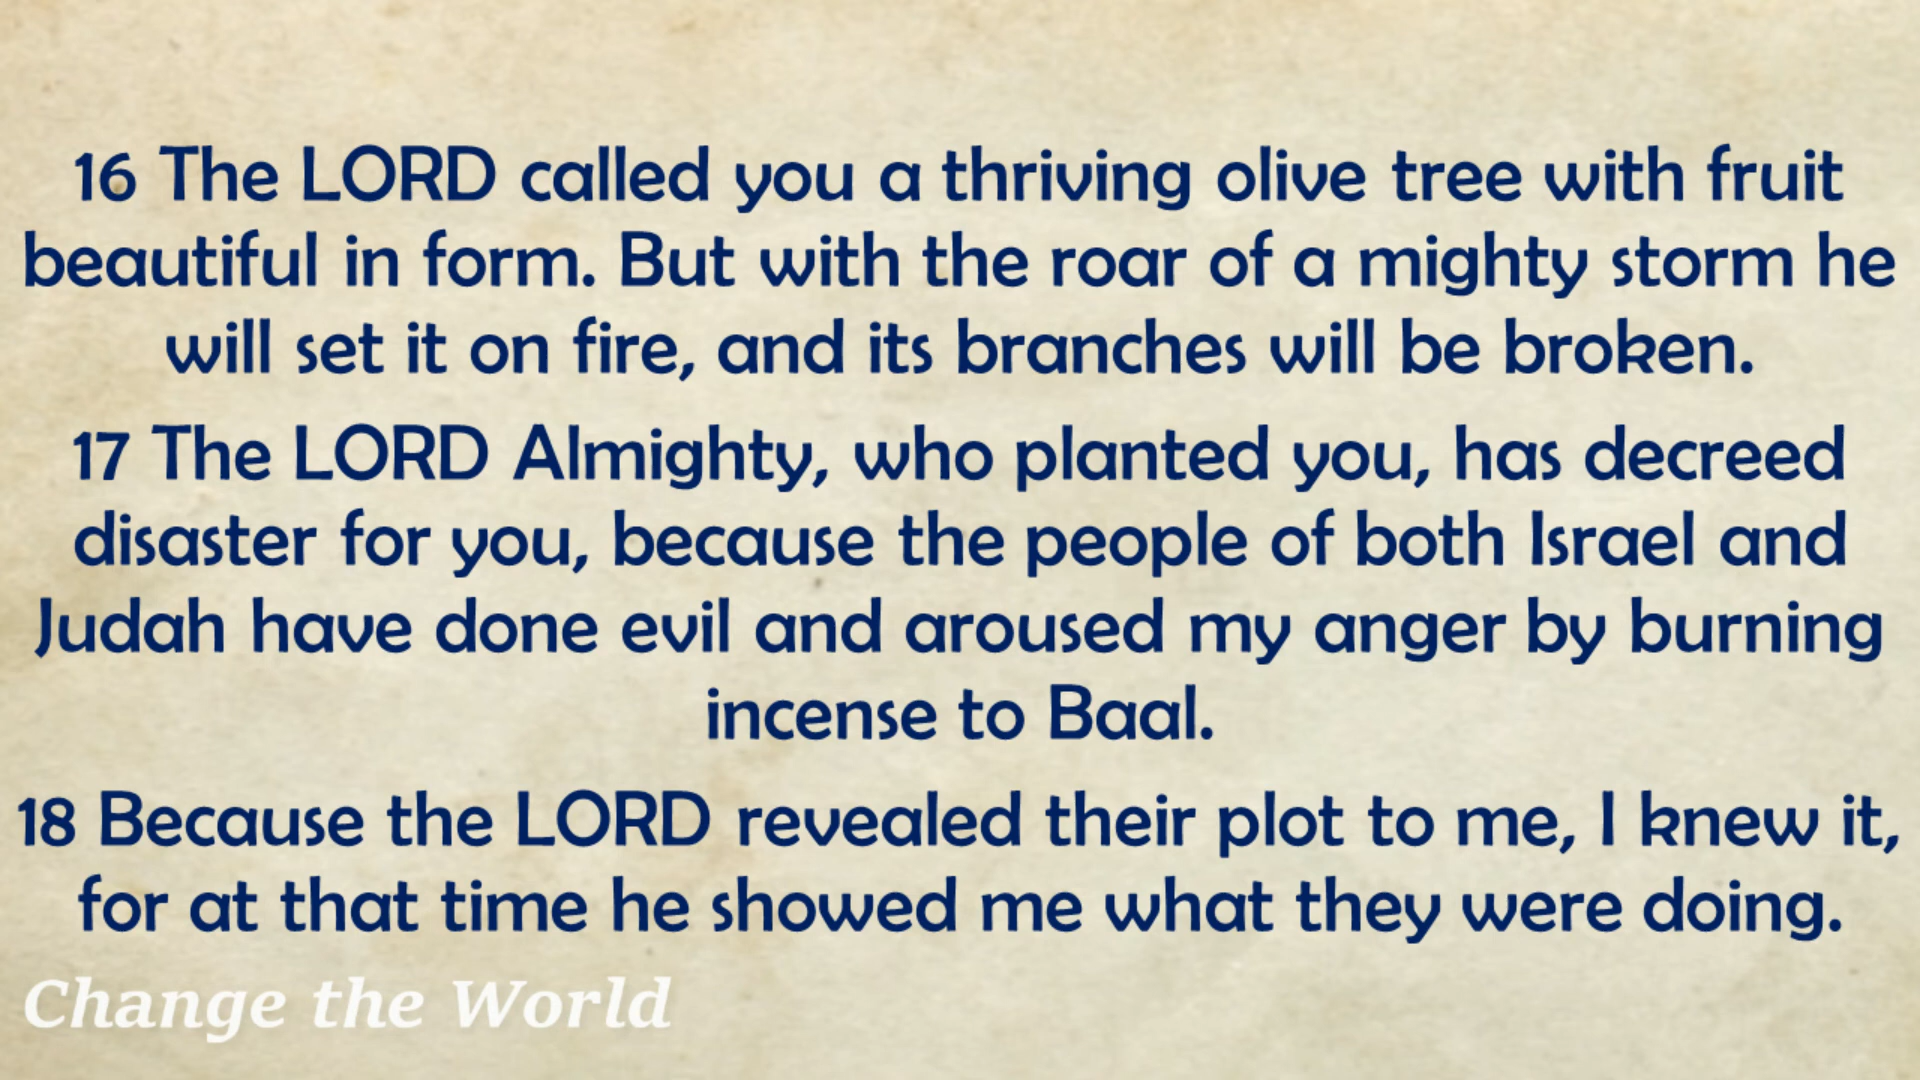 16 The LORD called you a thriving olive tree with fruit
beautiful in form. But with the roar of a mighty storm he
will set it on fire, and its branches will be broken.
17 The LORD Almighty, who planted you, has decreed
disaster for you, because the people of both Israel and
Judah have done evil and aroused my anger by burning
incense to Baal.
18 Because the LORD revealed their plot to me, I knew it,
for at that time he showed me what they were doing.
Change the World